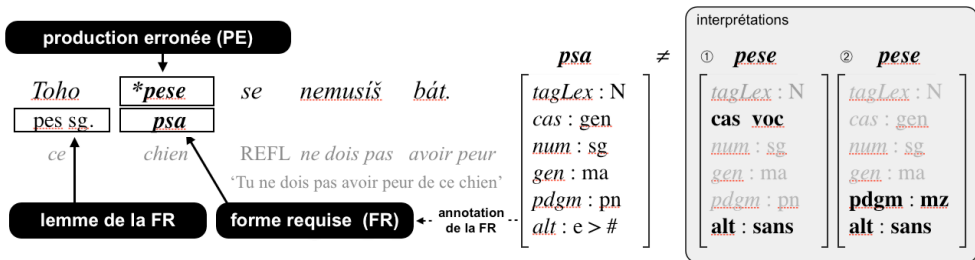 production erronée (PE)
interprétations
psa ≠ ① pese ② pese
Toho *pese se nemusíš bát.
pes sg. psa
ce chien REFL ne dois pas avoir peur
‘Tu ne dois pas avoir peur de ce chien’
lemme de la FR forme requise (FR) annotation
de la FR
tagLex : N
cas : gen
num : sg
gen : ma
pdgm : pn
alt : e > #
tagLex : N
cas voc
num : sg
gen : ma
pdgm : pn
alt : sans
tagLex : N
cas : gen
num : sg
gen : ma
pdgm : mz
alt : sans